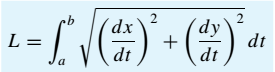 L = ∫_a^b √((dx/dt)^2 + (dy/dt)^2) dt